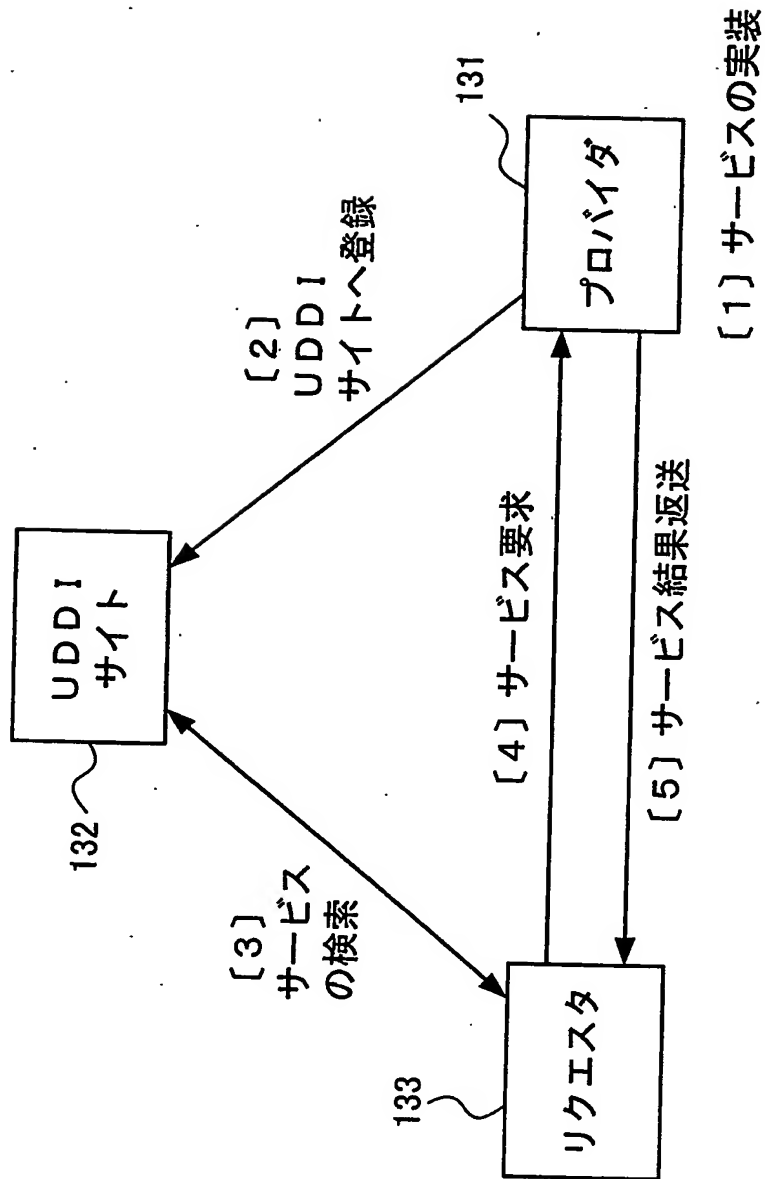 UDDI
サイト
132
〔2〕
UDDI
サイトへ登録
131
〔3〕
サービス
の検索
133
リクエスタ
〔4〕サービス要求
〔5〕サービス結果返送
プロバイダ
〔1〕サービスの実装